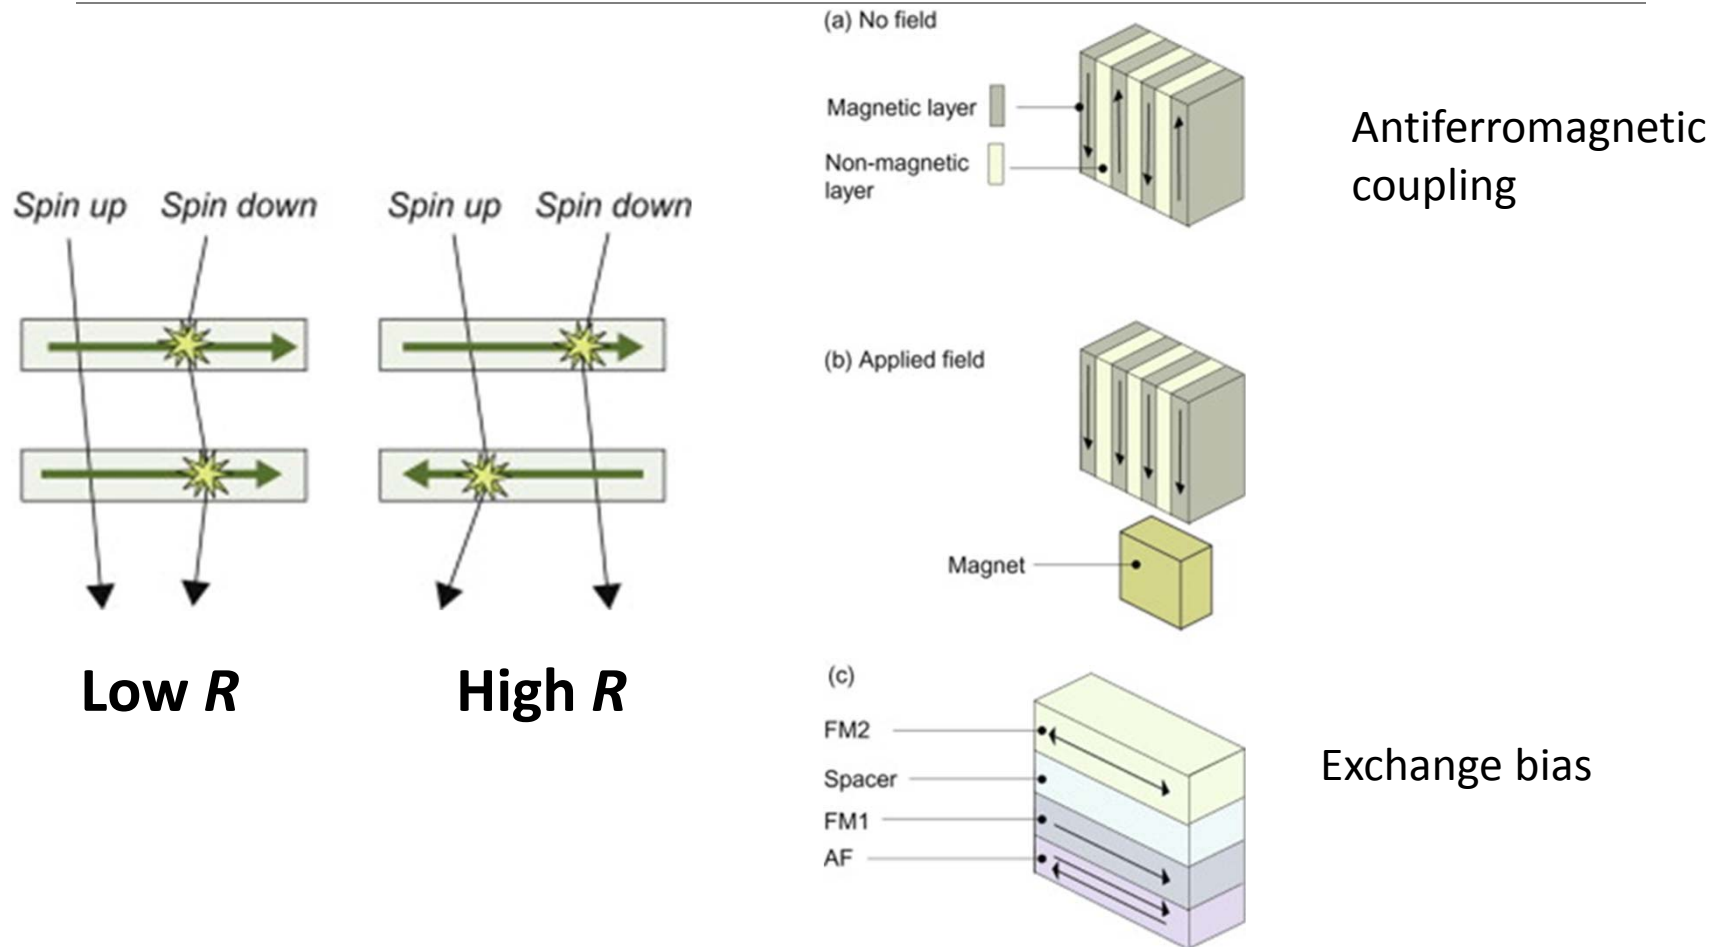 Spin up
Spin down
Spin up
Spin down
Low R
High R
(a) No field
Magnetic layer
Non-magnetic
layer
Antiferromagnetic
coupling
(b) Applied field
Magnet
(c)
FM2
Spacer
FM1
AF
Exchange bias